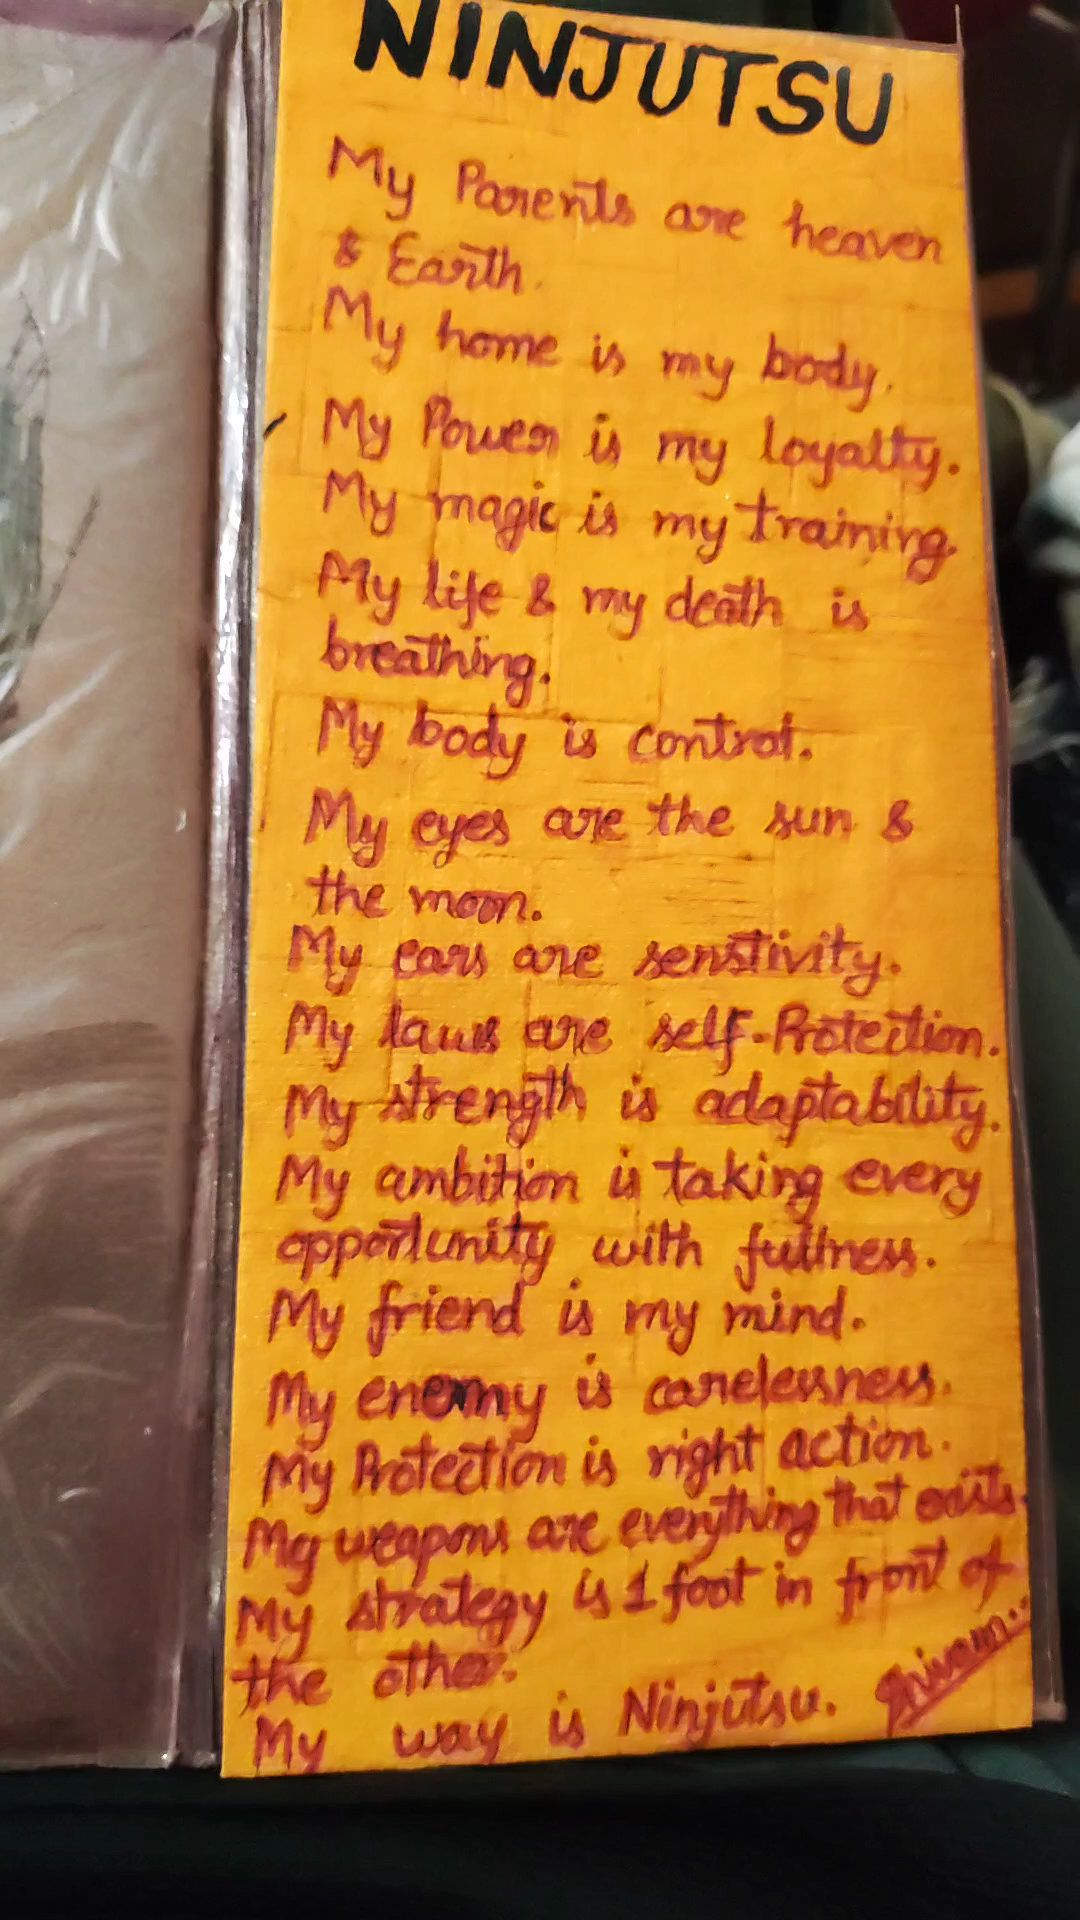 NINJUTSU
My Parents are heaven
& Earth.
My home is my body.
My Power is my loyalty.
My magic is my training.
My life & my death is
breathing.
My body is control.
My eyes are the sun &
the moon.
My ears are senstivity.
My laws are self-Protection.
My strength is adaptability.
My ambition is taking every
opportunity with fullness.
My friend is my mind.
My enemy is carelessness.
My Protection is right action.
My weapons are everything that exists.
My strategy is 1 foot in front of
the other.
My way is Ninjutsu.
Shivam..